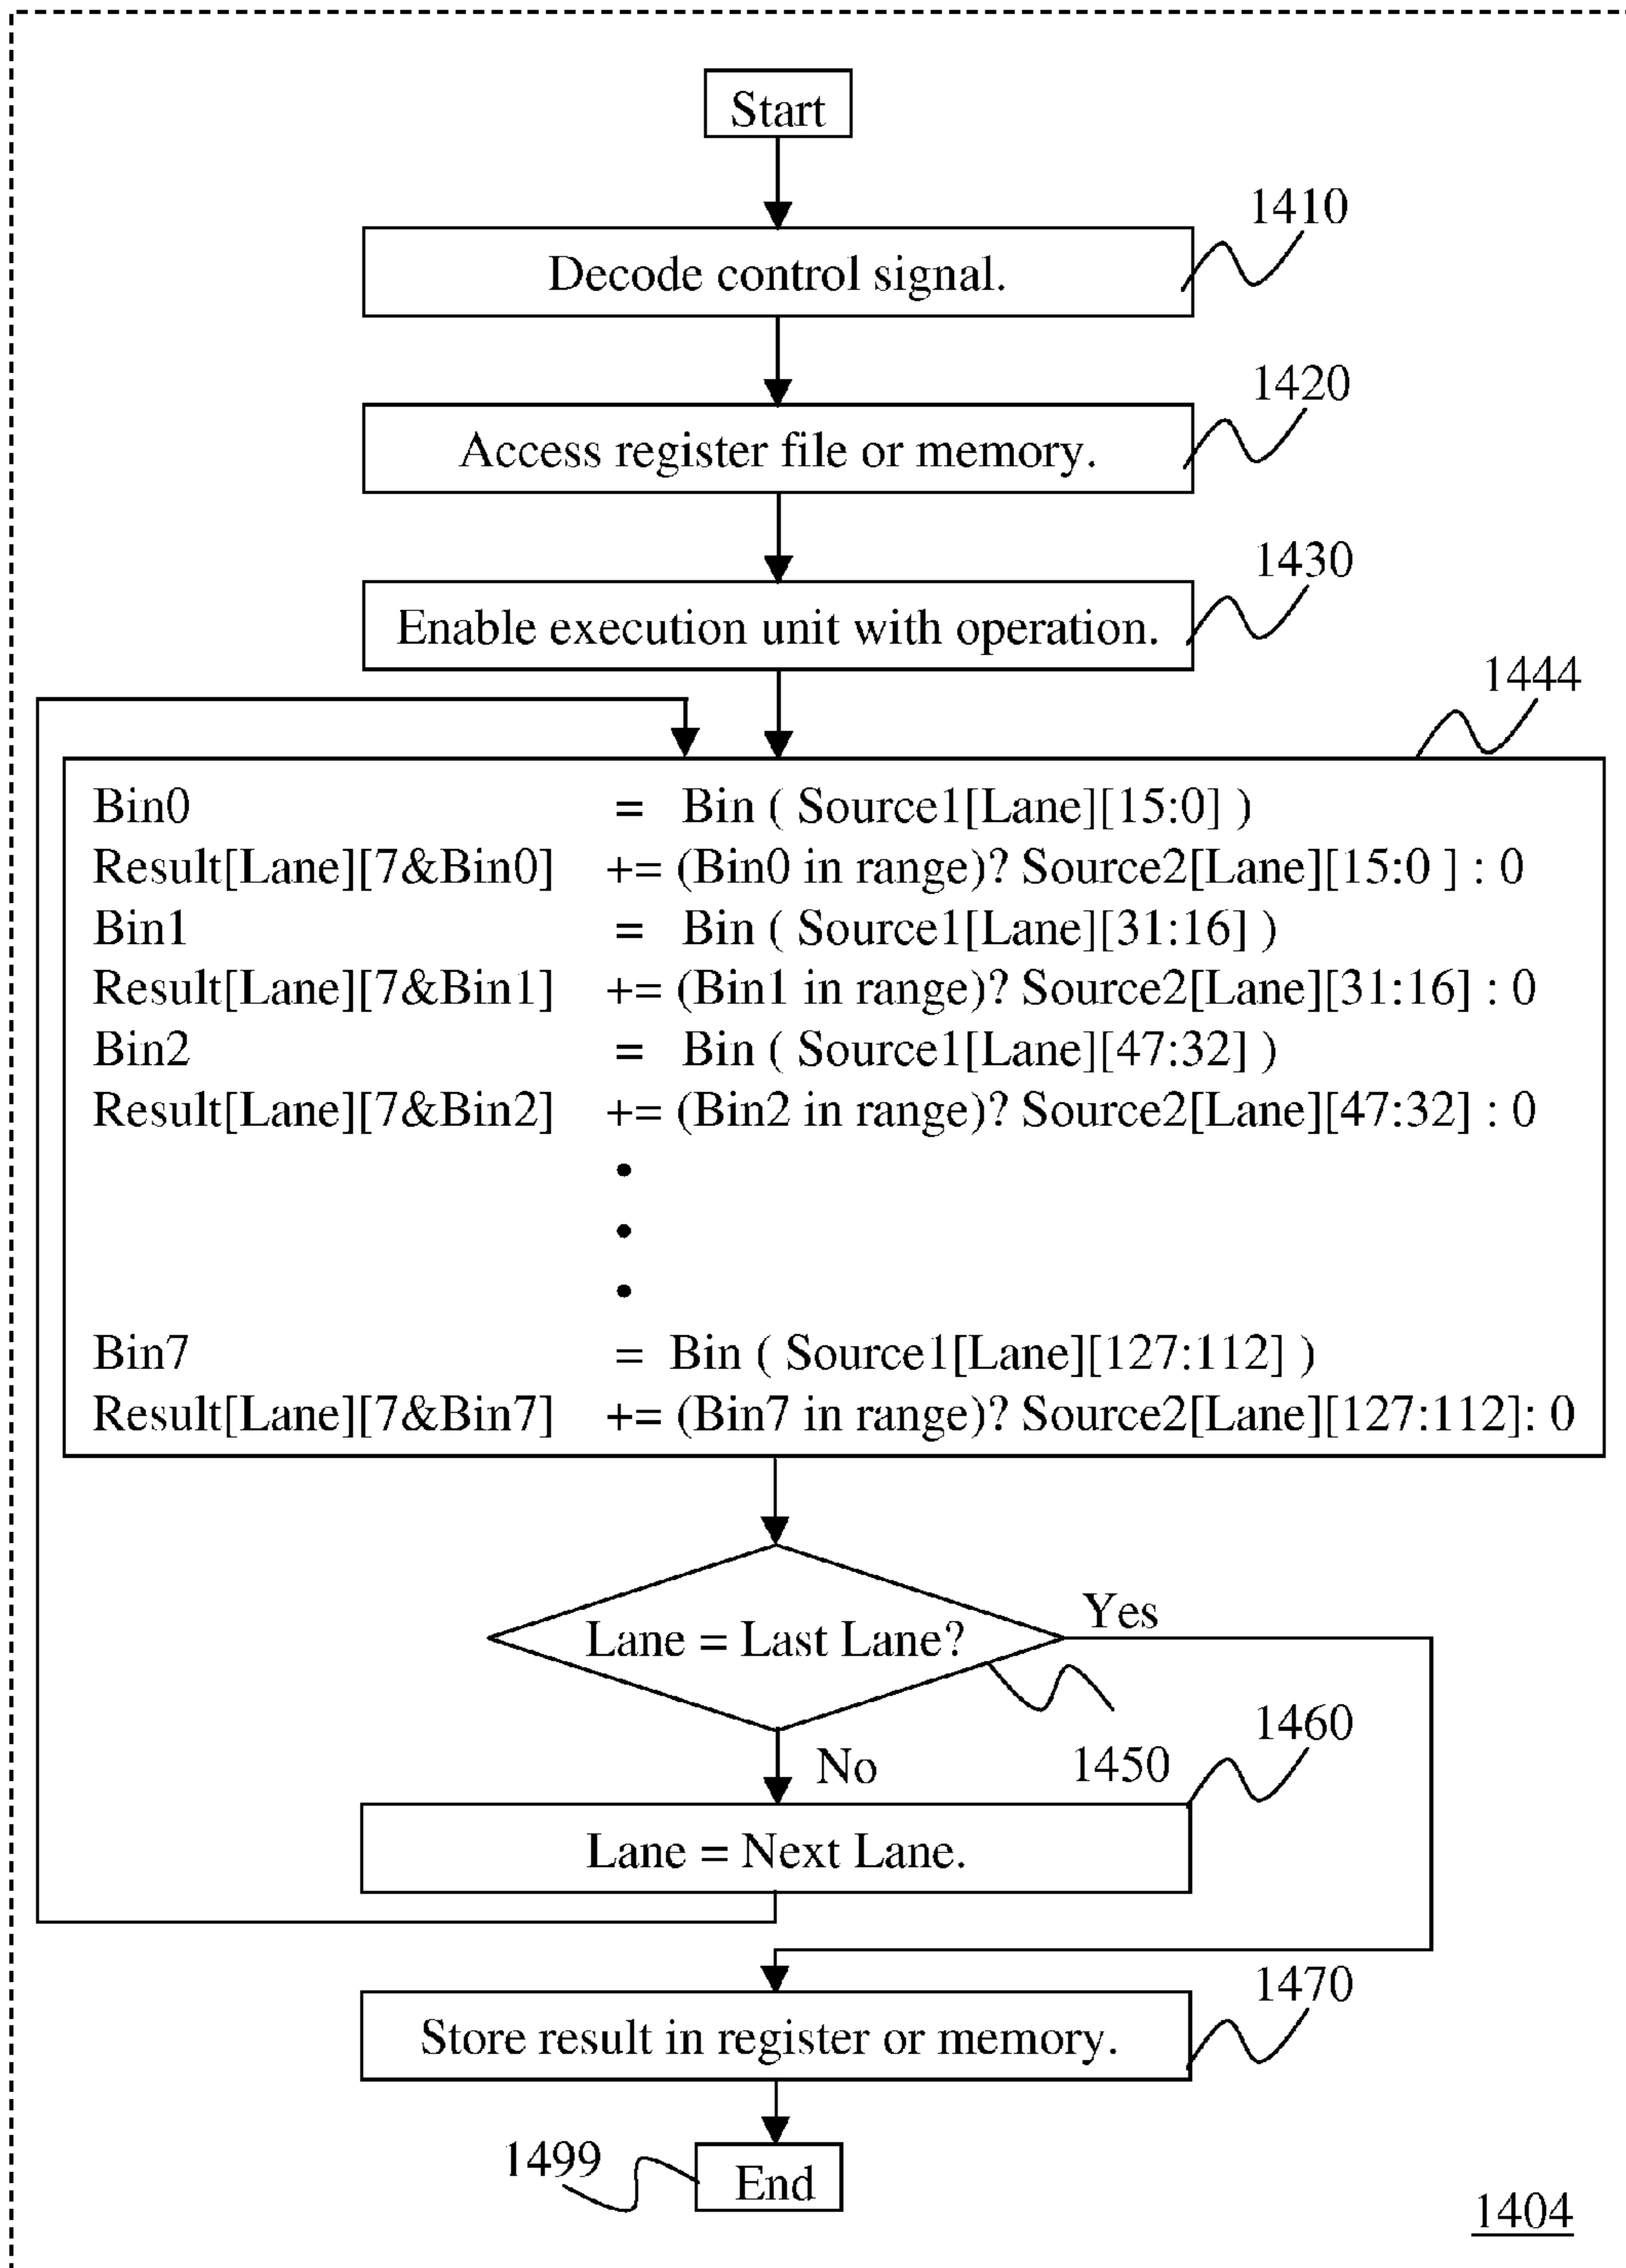 Start
1410
Decode control signal.
1420
Access register file or memory.
1430
Enable execution unit with operation.
1444
Bin0 = Bin ( Source1[Lane][15:0] )
Result[Lane][7&Bin0] += (Bin0 in range)? Source2[Lane][15:0 ] : 0
Bin1 = Bin ( Source1[Lane][31:16] )
Result[Lane][7&Bin1] += (Bin1 in range)? Source2[Lane][31:16] : 0
Bin2 = Bin ( Source1[Lane][47:32] )
Result[Lane][7&Bin2] += (Bin2 in range)? Source2[Lane][47:32] : 0
•
•
•
Bin7 = Bin ( Source1[Lane][127:112] )
Result[Lane][7&Bin7] += (Bin7 in range)? Source2[Lane][127:112]: 0
Yes
Lane = Last Lane?
1460
No
1450
Lane = Next Lane.
1470
Store result in register or memory.
1499
End
1404